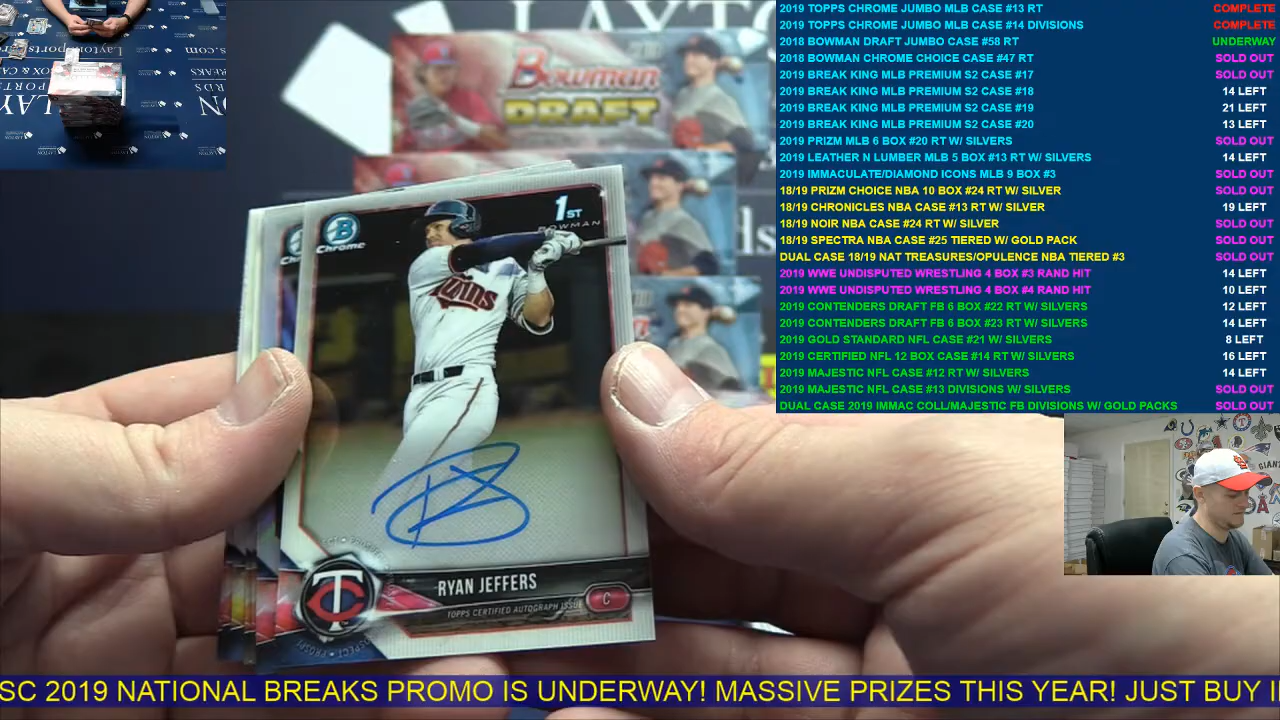 2019 TOPPS CHROME JUMBO MLB CASE #13 RT COMPLETE
2019 TOPPS CHROME JUMBO MLB CASE #14 DIVISIONS COMPLETE
2018 BOWMAN DRAFT JUMBO CASE #58 RT UNDERWAY
2018 BOWMAN CHROME CHOICE CASE #47 RT SOLD OUT
2019 BREAK KING MLB PREMIUM S2 CASE #17 SOLD OUT
2019 BREAK KING MLB PREMIUM S2 CASE #18 14 LEFT
2019 BREAK KING MLB PREMIUM S2 CASE #19 21 LEFT
2019 BREAK KING MLB PREMIUM S2 CASE #20 13 LEFT
2019 PRIZM MLB 6 BOX #20 RT W/ SILVERS SOLD OUT
2019 LEATHER N LUMBER MLB 5 BOX #13 RT W/ SILVERS 14 LEFT
2019 IMMACULATE/DIAMOND ICONS MLB 9 BOX #3 SOLD OUT
18/19 PRIZM CHOICE NBA 10 BOX #24 RT W/ SILVER SOLD OUT
18/19 CHRONICLES NBA CASE #13 RT W/ SILVER 19 LEFT
18/19 NOIR NBA CASE #24 RT W/ SILVER SOLD OUT
18/19 SPECTRA NBA CASE #25 TIERED W/ GOLD PACK SOLD OUT
DUAL CASE 18/19 NAT TREASURES/OPULENCE NBA TIERED #3 SOLD OUT
2019 WWE UNDISPUTED WRESTLING 4 BOX #3 RAND HIT 14 LEFT
2019 WWE UNDISPUTED WRESTLING 4 BOX #4 RAND HIT 10 LEFT
2019 CONTENDERS DRAFT FB 6 BOX #22 RT W/ SILVERS 12 LEFT
2019 CONTENDERS DRAFT FB 6 BOX #23 RT W/ SILVERS 14 LEFT
2019 GOLD STANDARD NFL CASE #21 W/ SILVERS 8 LEFT
2019 CERTIFIED NFL 12 BOX CASE #14 RT W/ SILVERS 16 LEFT
2019 MAJESTIC NFL CASE #12 RT W/ SILVERS 14 LEFT
2019 MAJESTIC NFL CASE #13 DIVISIONS W/ SILVERS SOLD OUT
DUAL CASE 2019 IMMAC COLL/MAJESTIC FB DIVISIONS W/ GOLD PACKS SOLD OUT
LAYTON
Bowman
DRAFT
B
Chrome
1ST
BOWMAN
Twins
TC
RYAN JEFFERS
TOPPS CERTIFIED AUTOGRAPH ISSUE
C
SC 2019 NATIONAL BREAKS PROMO IS UNDERWAY! MASSIVE PRIZES THIS YEAR! JUST BUY I